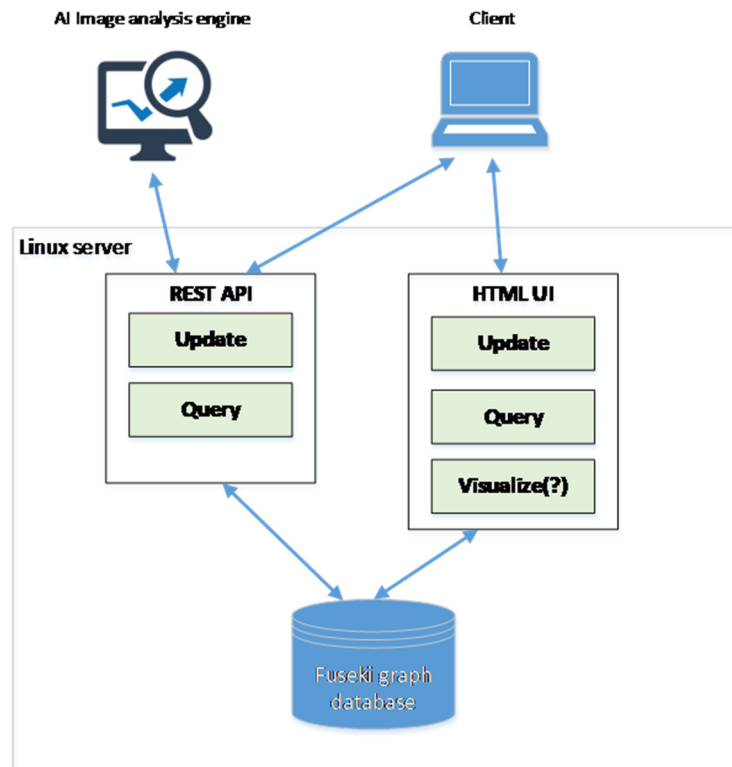 AI Image analysis engine
Client
Linux server
REST API
Update
Query
HTML UI
Update
Query
Visualize(?)
Fuseki graph
database